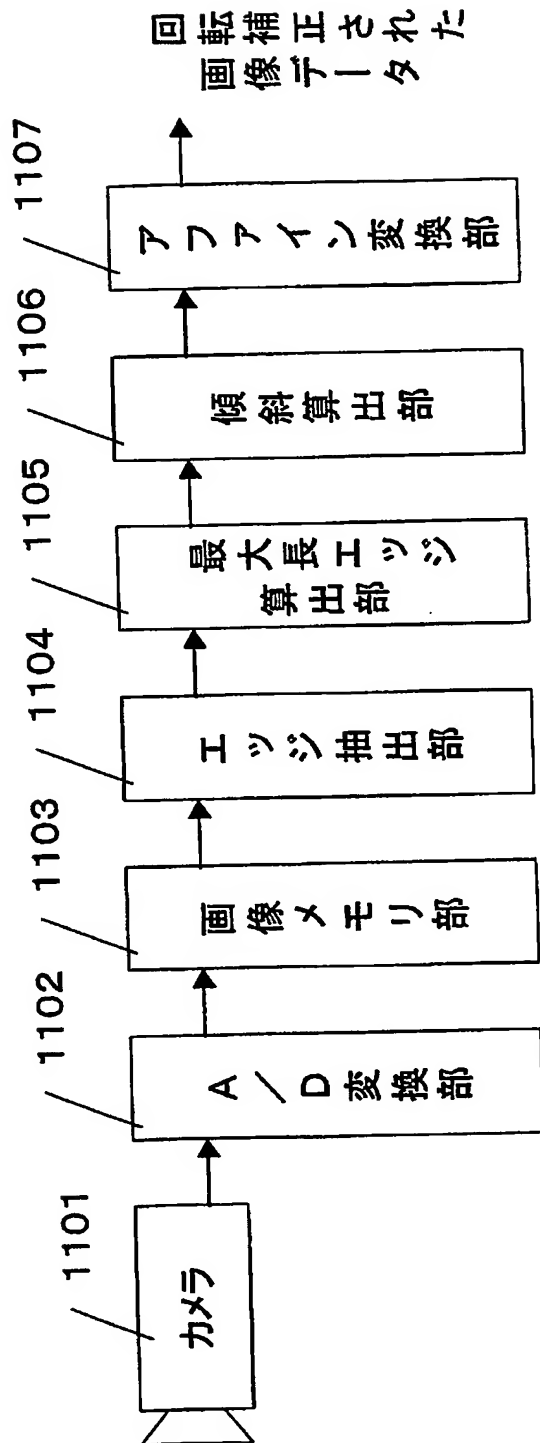 1101
カメラ
1102
A/D変換部
1103
画像メモリ部
1104
エッジ抽出部
1105
最大長エッジ
算出部
1106
傾斜算出部
1107
アファイン変換部
回転補正された
画像データ